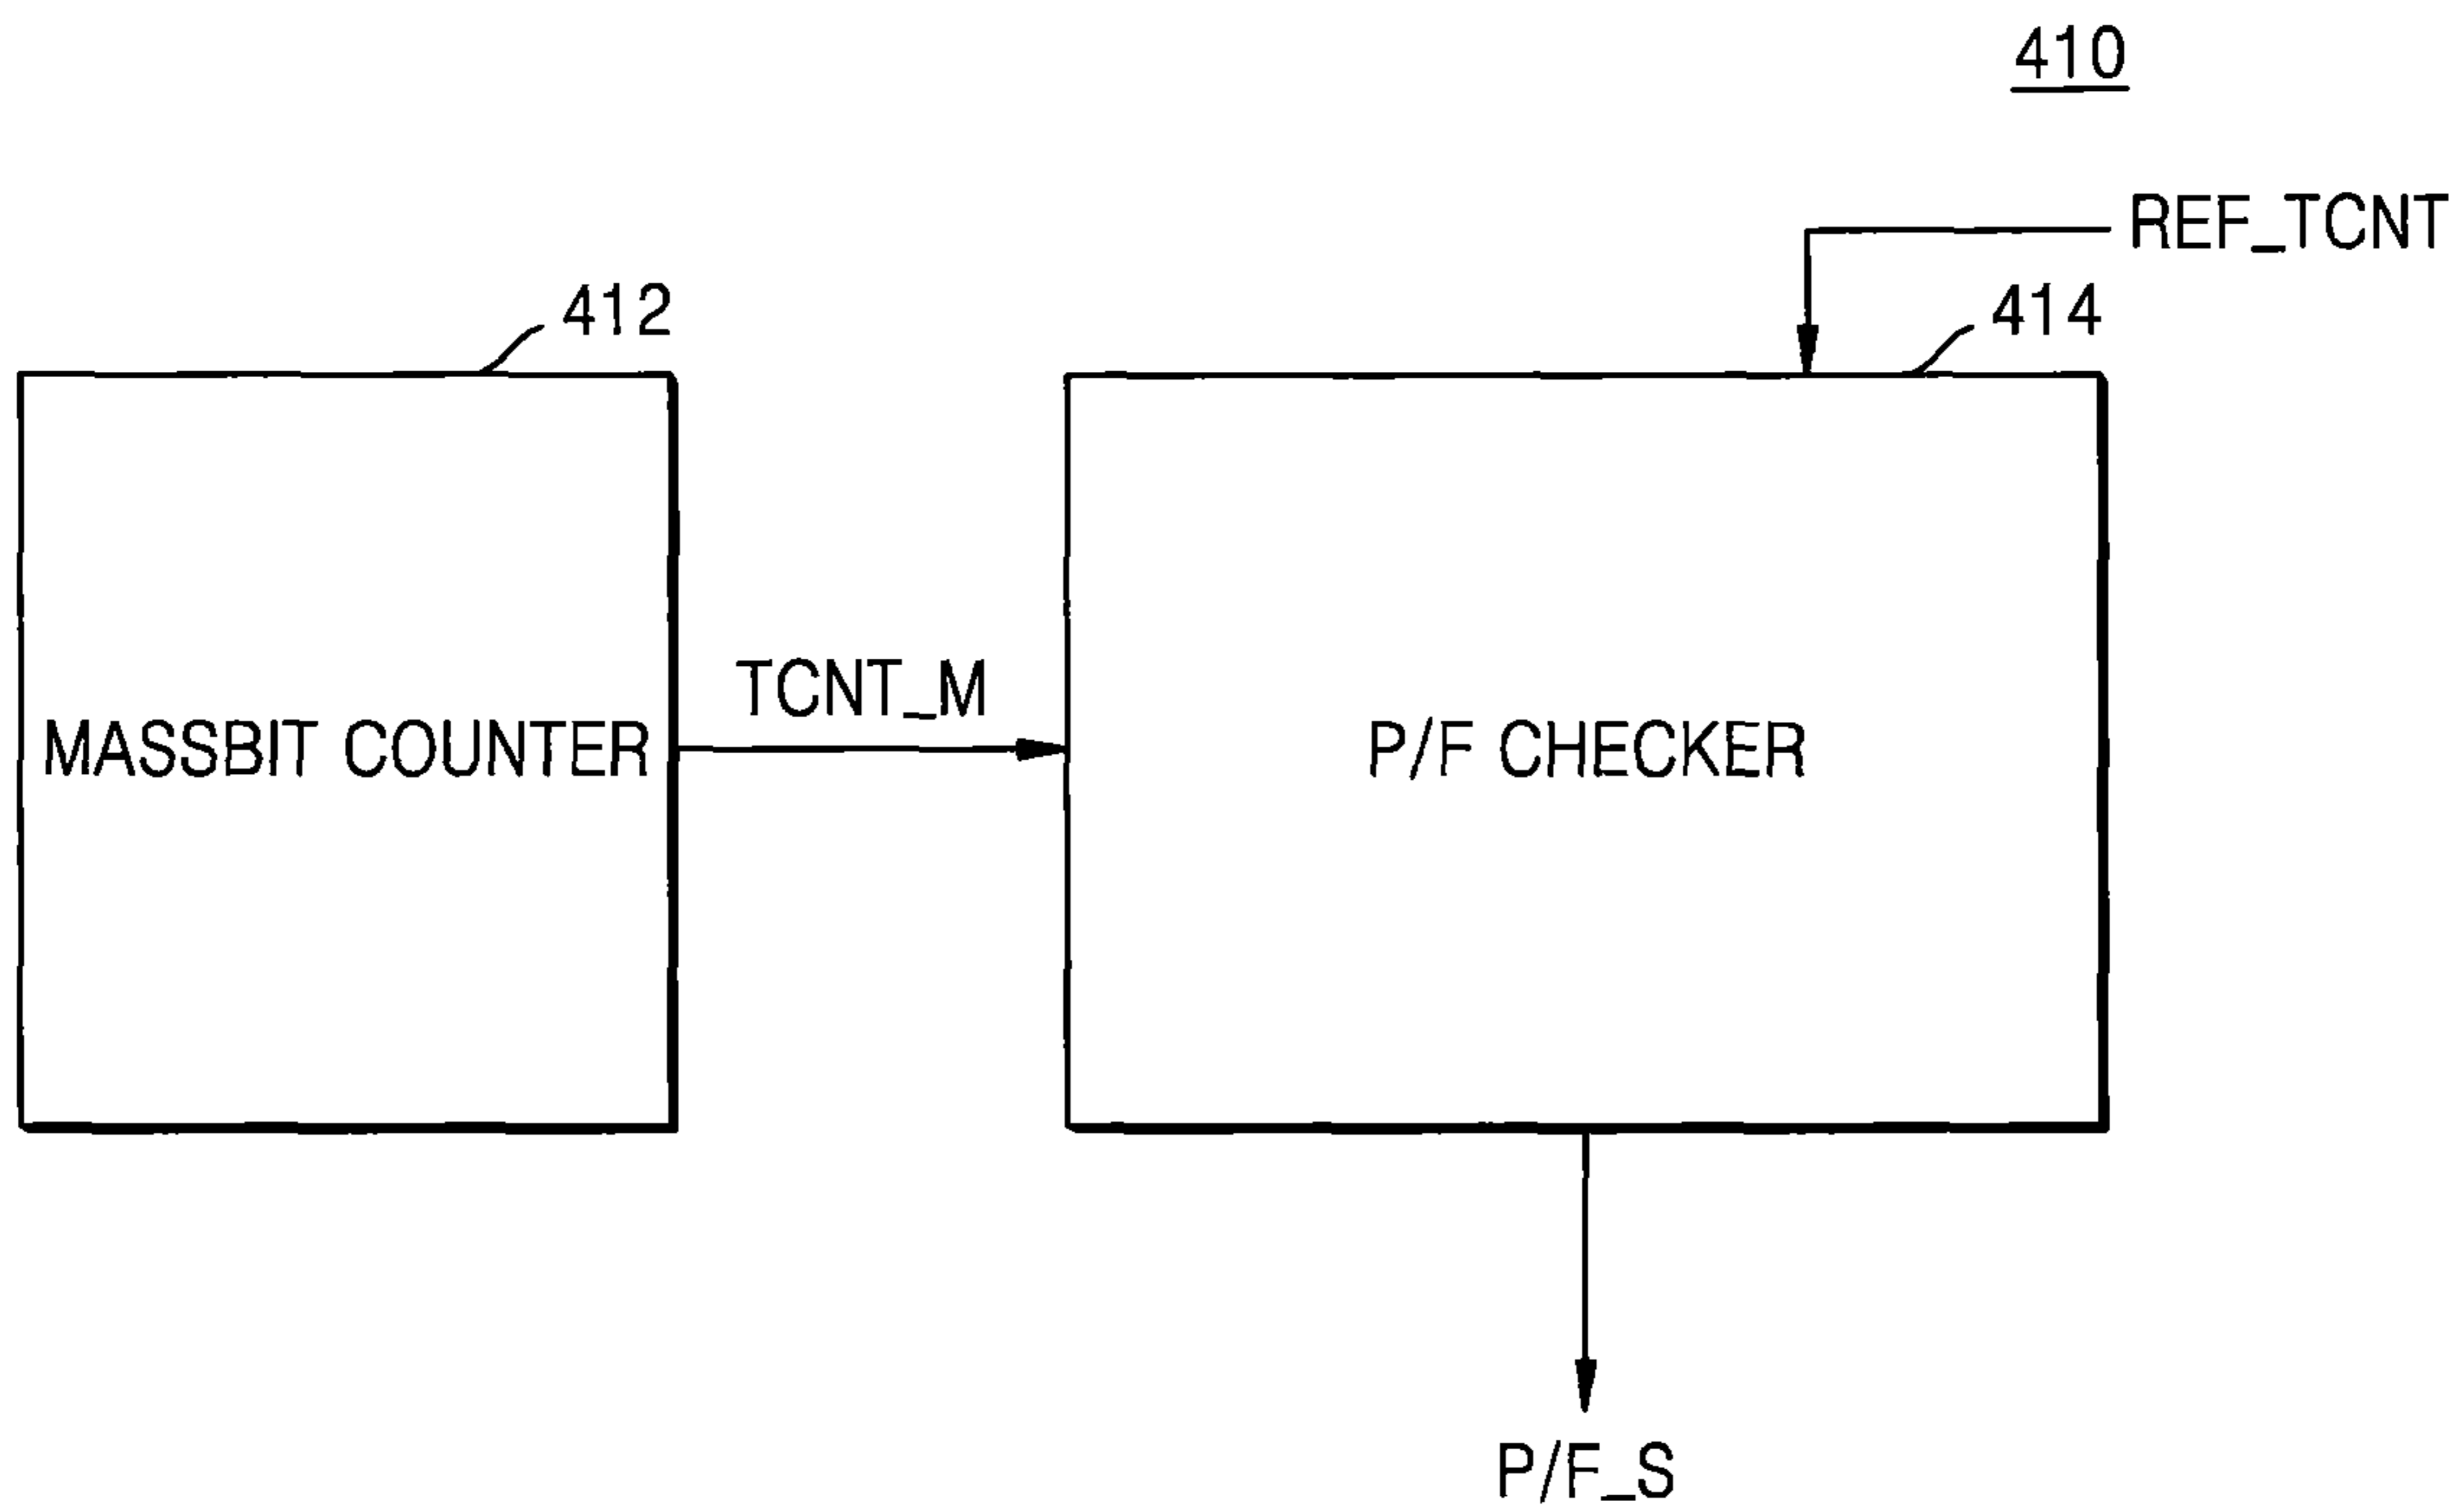 410
REF_TCNT
412
414
TCNT_M
MASSBIT COUNTER
P/F CHECKER
P/F_S